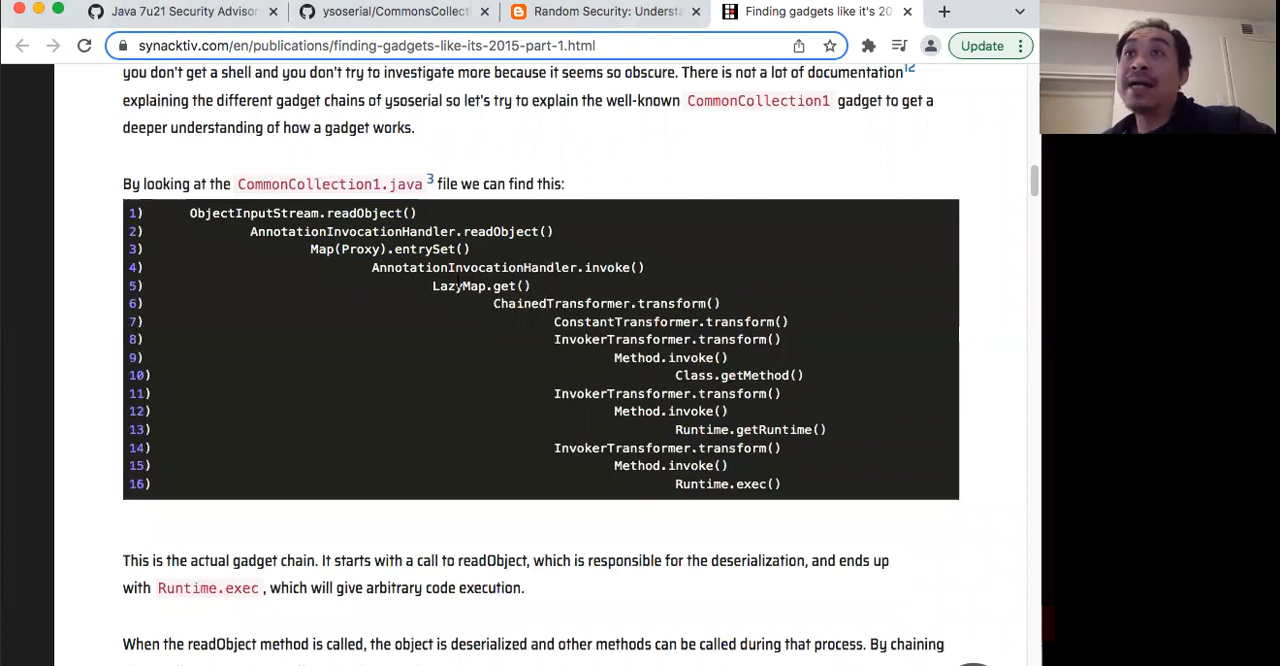 Java 7u21 Security Advisor
ysoserial/CommonsCollect
Random Security: Underst
Finding gadgets like it's 20
synacktiv.com/en/publications/finding-gadgets-like-its-2015-part-1.html
Update
you don't get a shell and you don't try to investigate more because it seems so obscure. There is not a lot of documentation12
explaining the different gadget chains of ysoserial so let's try to explain the well-known CommonCollection1 gadget to get a
deeper understanding of how a gadget works.
By looking at the CommonCollection1.java 3 file we can find this:
1) ObjectInputStream.readObject()
2) AnnotationInvocationHandler.readObject()
3) Map(Proxy).entrySet()
4) AnnotationInvocationHandler.invoke()
5) LazyMap.get()
6) ChainedTransformer.transform()
7) ConstantTransformer.transform()
8) InvokerTransformer.transform()
9) Method.invoke()
10) Class.getMethod()
11) InvokerTransformer.transform()
12) Method.invoke()
13) Runtime.getRuntime()
14) InvokerTransformer.transform()
15) Method.invoke()
16) Runtime.exec()
This is the actual gadget chain. It starts with a call to readObject, which is responsible for the deserialization, and ends up
with Runtime.exec, which will give arbitrary code execution.
When the readObject method is called, the object is deserialized and other methods can be called during that process. By chaining